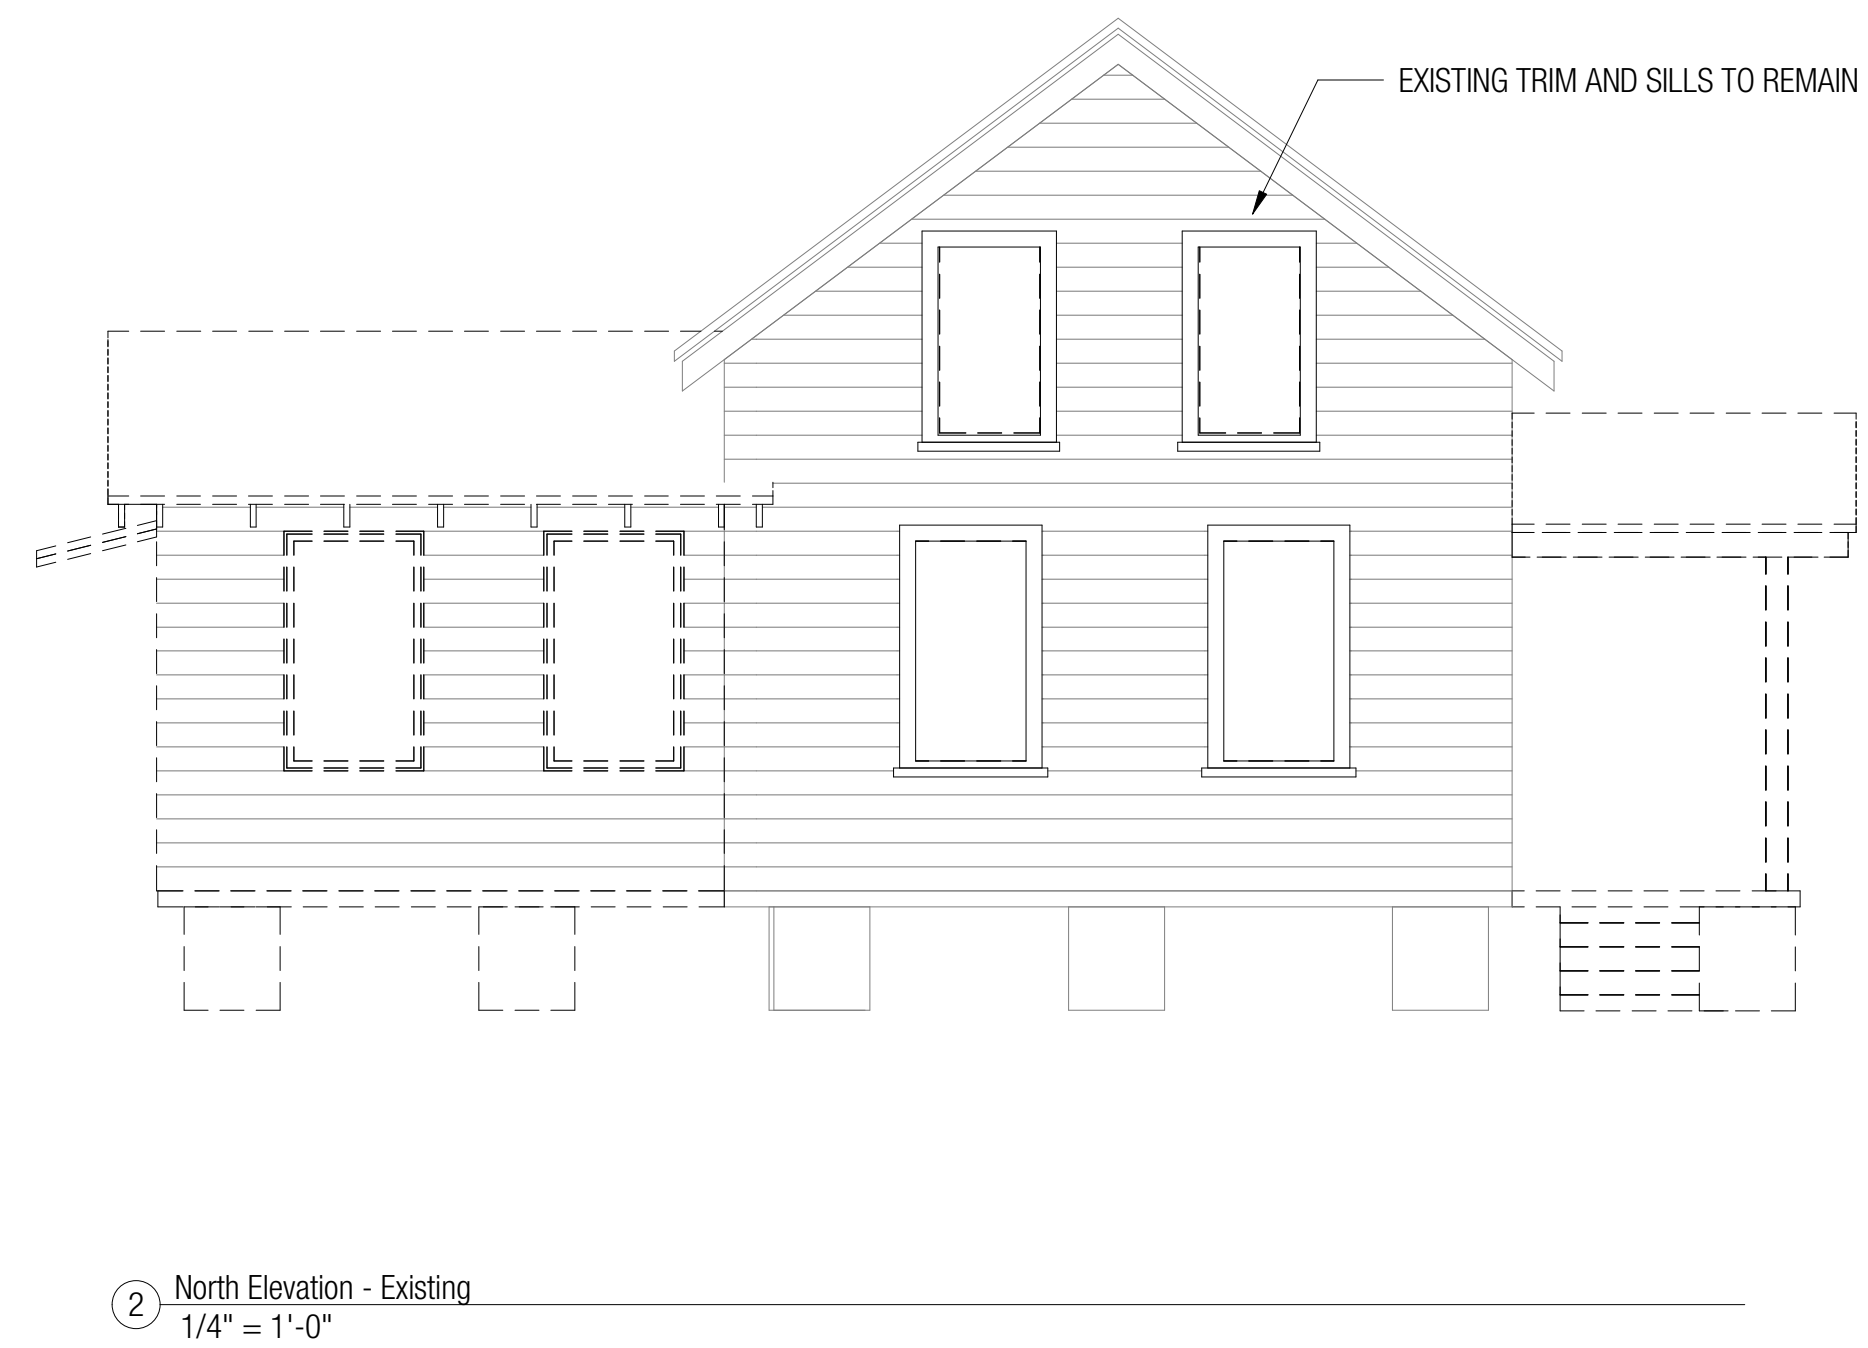 EXISTING TRIM AND SILLS TO REMAIN
2
North Elevation - Existing
1/4" = 1'-0"